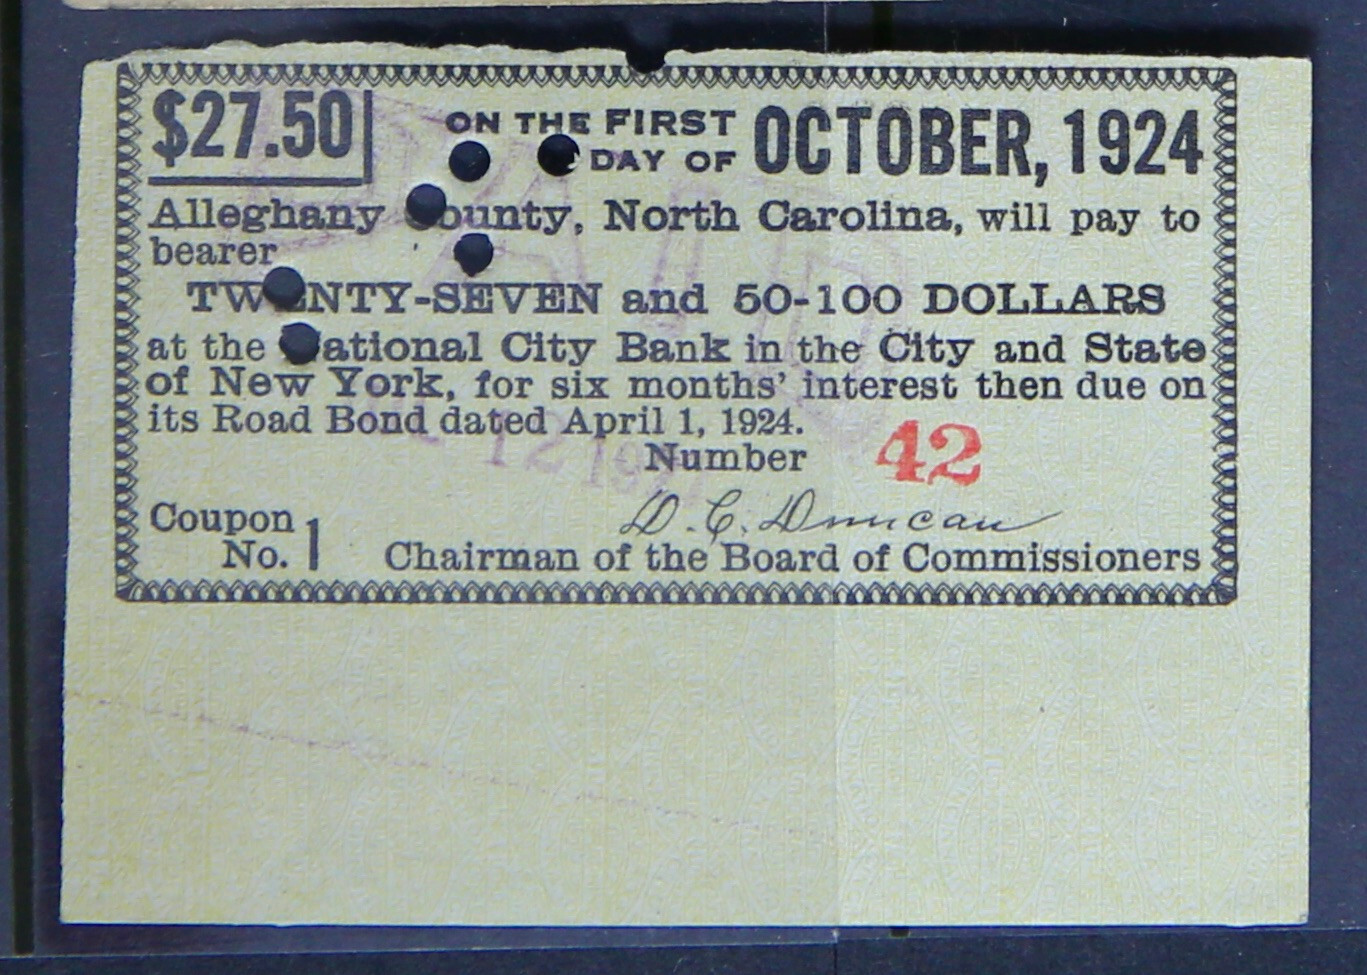 $27.50 ON THE FIRST DAY OF OCTOBER, 1924
Alleghany County, North Carolina, will pay to
bearer
TWENTY-SEVEN and 50-100 DOLLARS
at the National City Bank in the City and State
of New York, for six months' interest then due on
its Road Bond dated April 1, 1924.
Number 42
Coupon No. 1
D. C. Duncan
Chairman of the Board of Commissioners
PAID